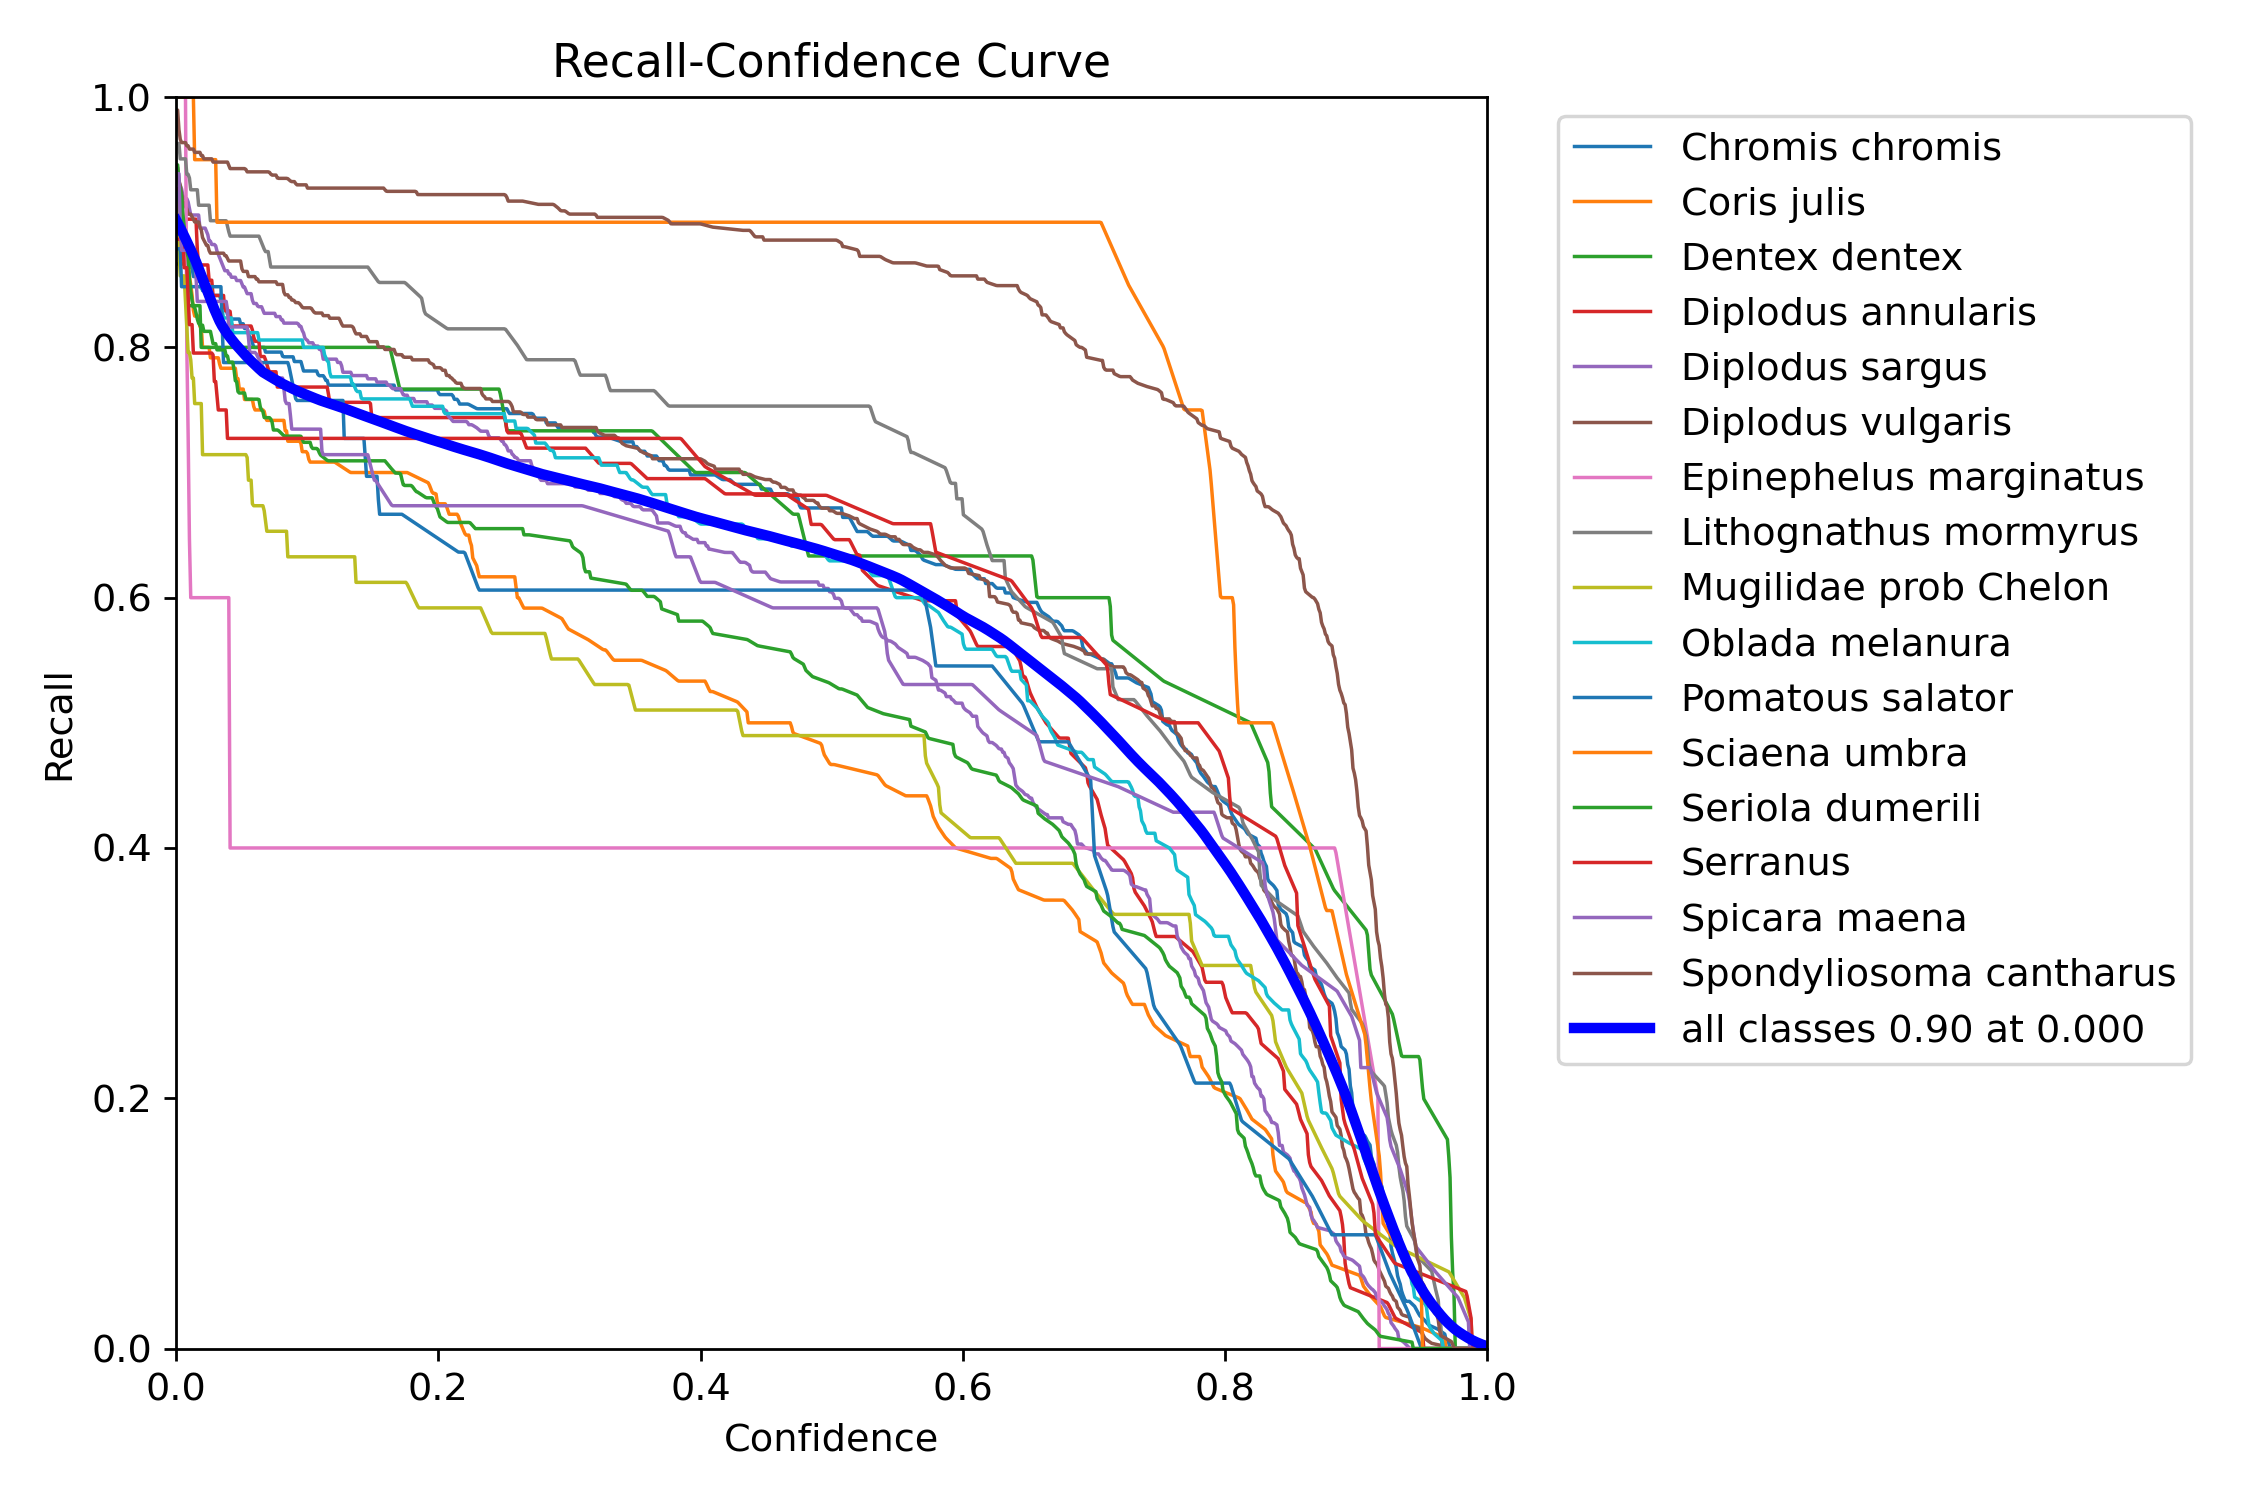 Recall-Confidence Curve
1.0
0.8
0.6
0.4
0.2
0.0
Recall
0.0 0.2 0.4 0.6 0.8 1.0
Confidence
Chromis chromis
Coris julis
Dentex dentex
Diplodus annularis
Diplodus sargus
Diplodus vulgaris
Epinephelus marginatus
Lithognathus mormyrus
Mugilidae prob Chelon
Oblada melanura
Pomatous salator
Sciaena umbra
Seriola dumerili
Serranus
Spicara maena
Spondyliosoma cantharus
all classes 0.90 at 0.000